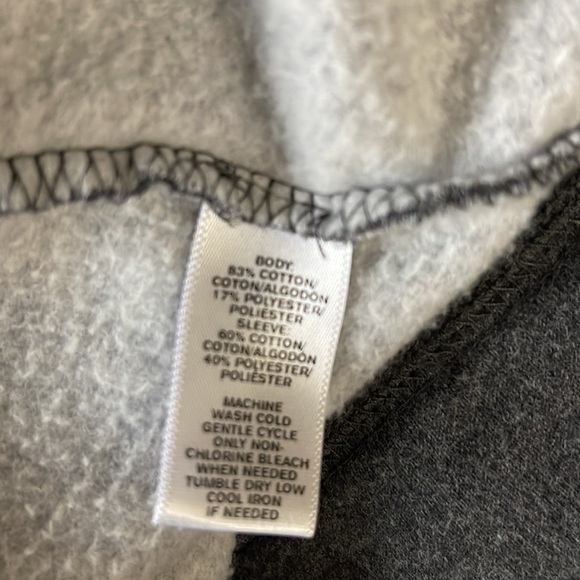 BODY:
83% COTTON/
COTON/ALGODÓN
17% POLYESTER/
POLIESTER
SLEEVE:
60% COTTON/
COTON/ALGODÓN
40% POLYESTER/
POLIÉSTER
MACHINE
WASH COLD
GENTLE CYCLE
ONLY NON-
CHLORINE BLEACH
WHEN NEEDED
TUMBLE DRY LOW
COOL IRON
IF NEEDED